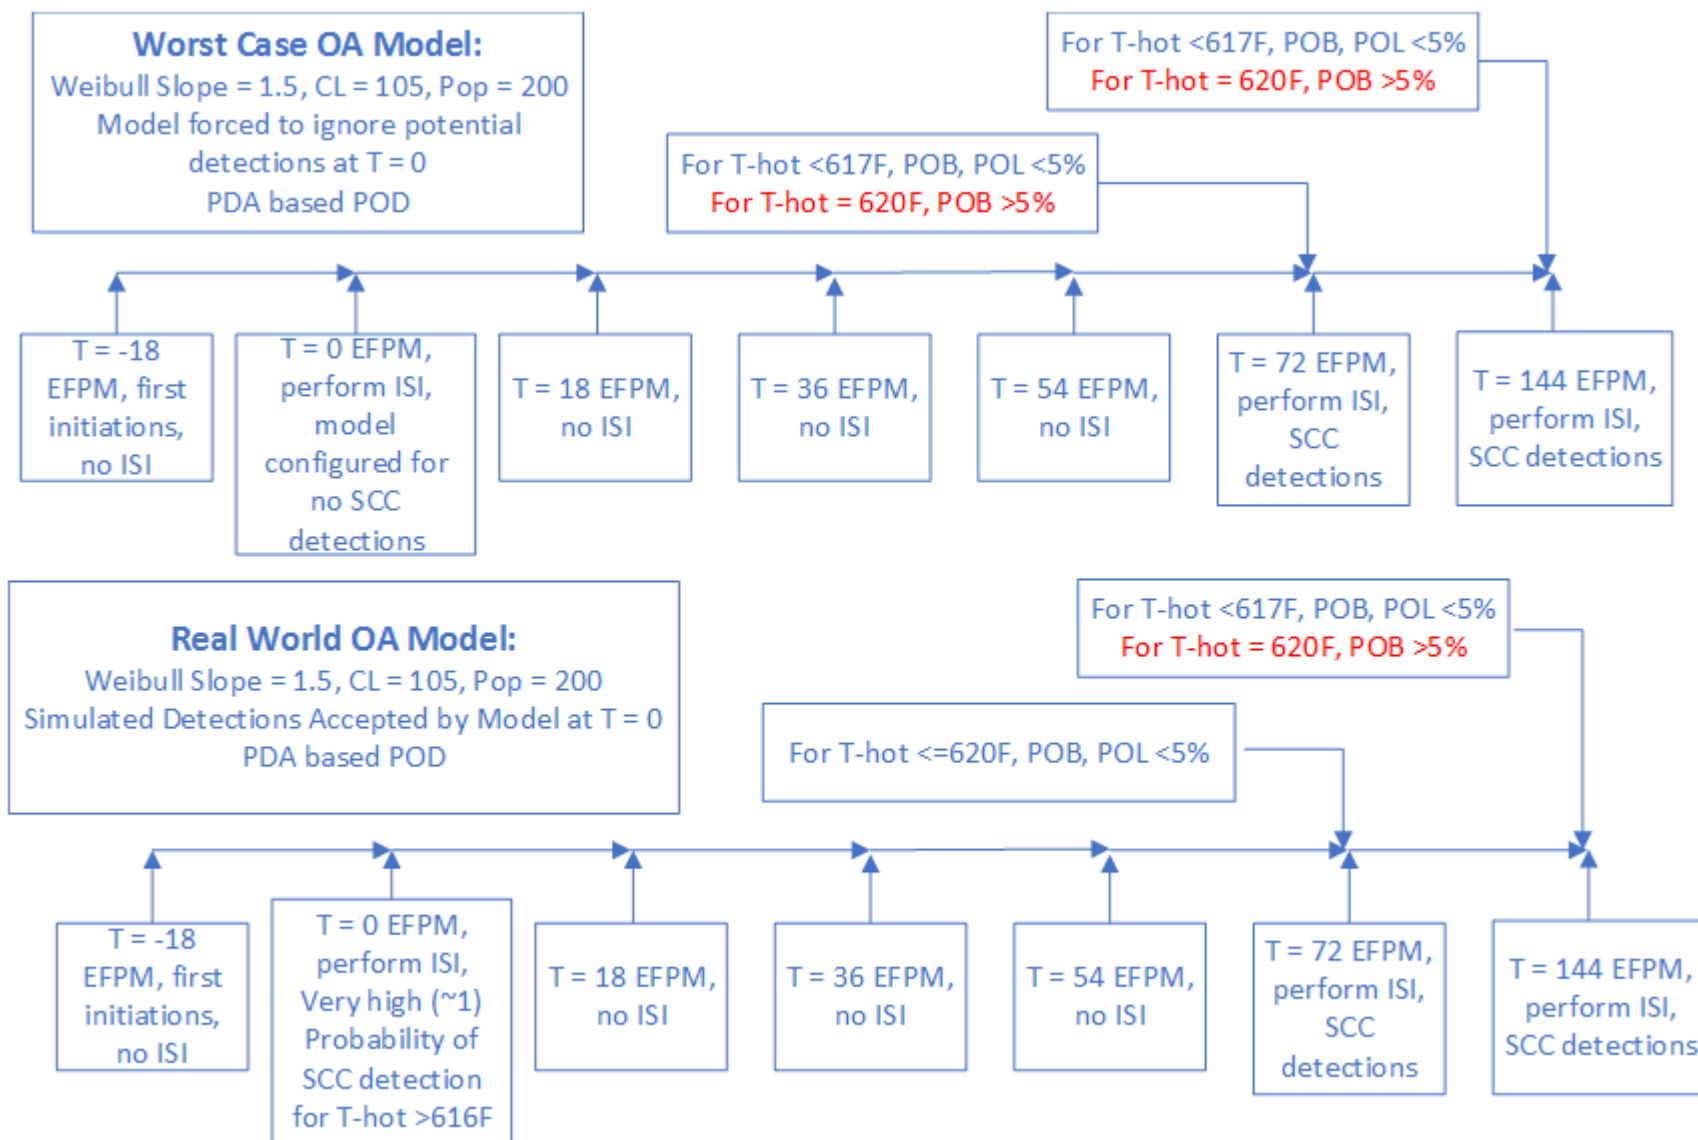 Worst Case OA Model:
Weibull Slope = 1.5, CL = 105, Pop = 200
Model forced to ignore potential
detections at T = 0
PDA based POD
For T-hot <617F, POB, POL <5%
For T-hot = 620F, POB >5%
For T-hot <617F, POB, POL <5%
For T-hot = 620F, POB >5%
T = -18
EFPM, first
initiations,
no ISI
T = 0 EFPM,
perform ISI,
model
configured for
no SCC
detections
T = 18 EFPM,
no ISI
T = 36 EFPM,
no ISI
T = 54 EFPM,
no ISI
T = 72 EFPM,
perform ISI,
SCC
detections
T = 144 EFPM,
perform ISI,
SCC detections
Real World OA Model:
Weibull Slope = 1.5, CL = 105, Pop = 200
Simulated Detections Accepted by Model at T = 0
PDA based POD
For T-hot <617F, POB, POL <5%
For T-hot = 620F, POB >5%
For T-hot <=620F, POB, POL <5%
T = -18
EFPM, first
initiations,
no ISI
T = 0 EFPM,
perform ISI,
Very high (~1)
Probability of
SCC detection
for T-hot >616F
T = 18 EFPM,
no ISI
T = 36 EFPM,
no ISI
T = 54 EFPM,
no ISI
T = 72 EFPM,
perform ISI,
SCC
detections
T = 144 EFPM,
perform ISI,
SCC detections